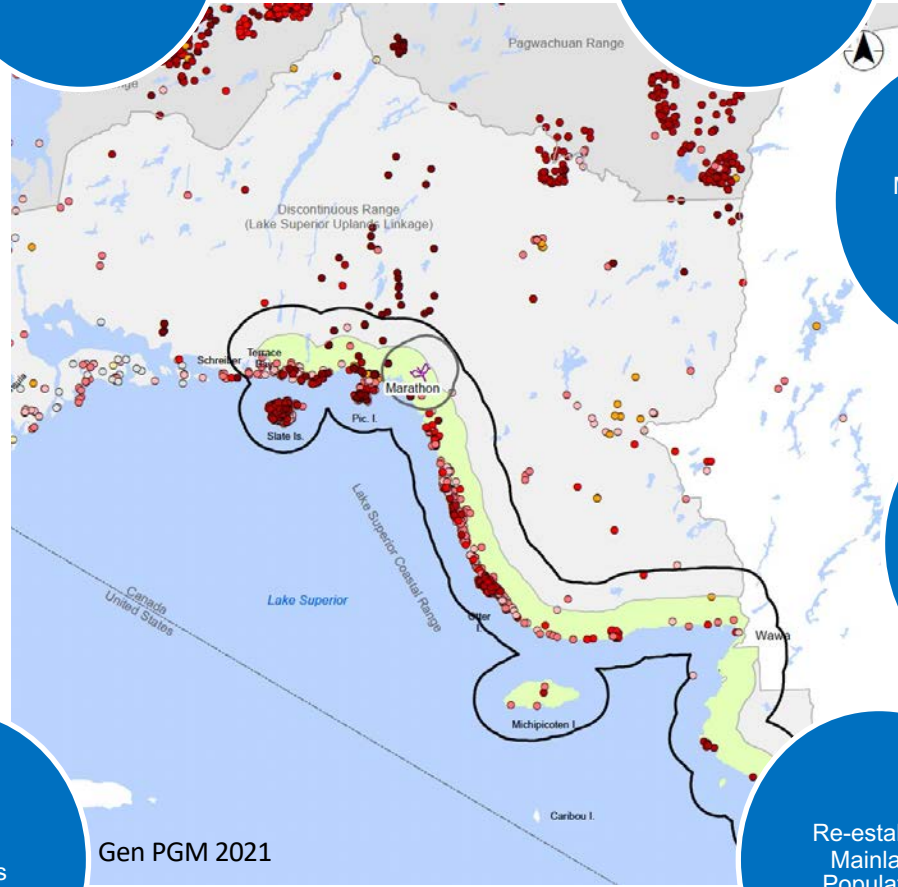 Pagwachuan Range
Discontinuous Range
(Lake Superior Uplands Linkage)
Schreiber
Terrace
Bay
Marathon
Slate Is.
Pic. I.
Lake Superior Coastal Range
Canada
United States
Lake Superior
Otter
I.
Wawa
Michipicoten I.
Caribou I.
Gen PGM 2021
Re-estal
Mainla
Populat